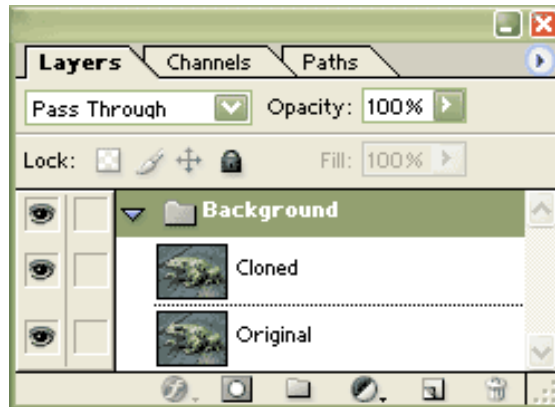 Layers Channels Paths
Pass Through Opacity: 100%
Lock: Fill: 100%
Background
Cloned
Original